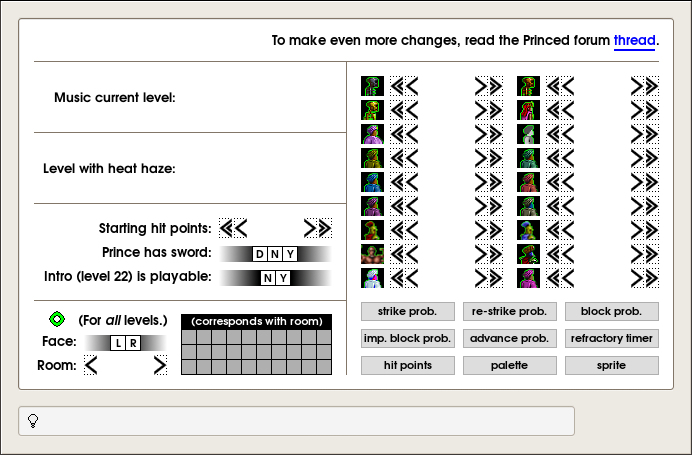 To make even more changes, read the Princed forum thread.
Music current level:
Level with heat haze:
Starting hit points:
Prince has sword: D N Y
Intro (level 22) is playable: N Y
(For all levels.)
Face: L R
Room:
(corresponds with room)
strike prob. re-strike prob. block prob.
imp. block prob. advance prob. refractory timer
hit points palette sprite